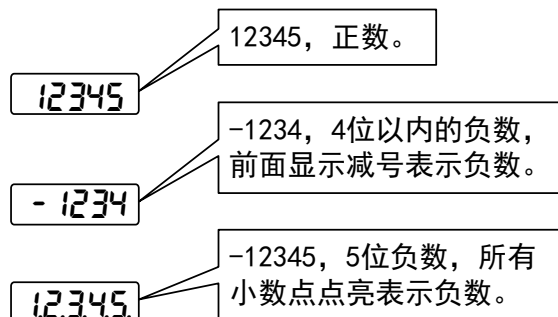 12345，正数。
12345
-1234，4位以内的负数，
前面显示减号表示负数。
- 1234
-12345，5位负数，所有
小数点点亮表示负数。
1.2.3.4.5.